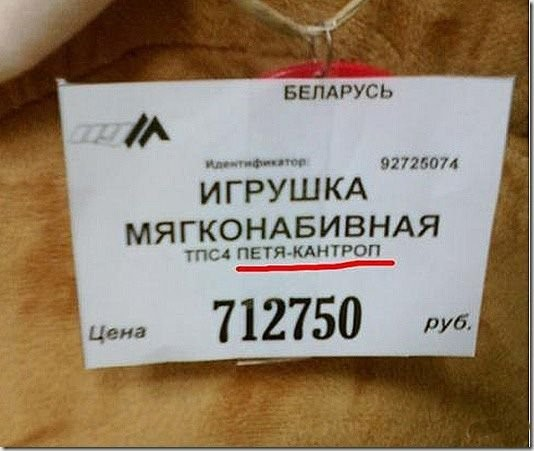 БЕЛАРУСЬ
Идентификатор: 92725074
ИГРУШКА
МЯГКОНАБИВНАЯ
ТПС4 ПЕТЯ-КАНТРОП
Цена 712750 руб.